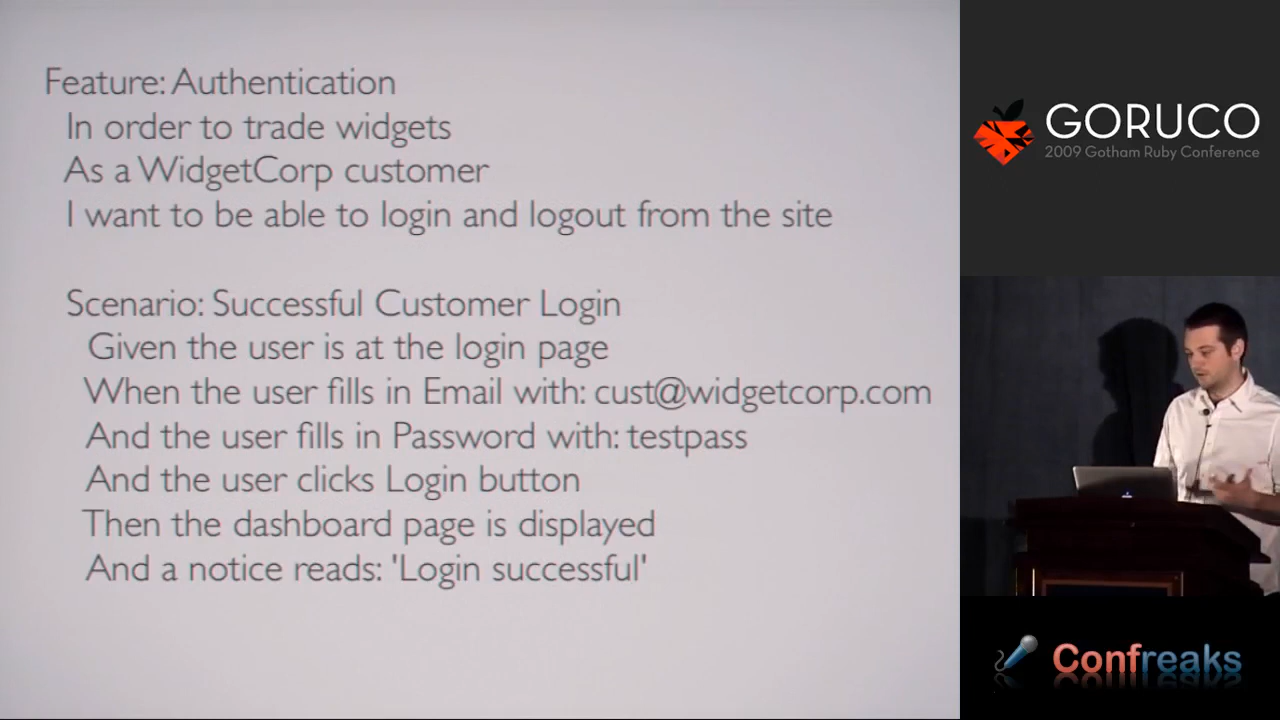 Feature: Authentication
In order to trade widgets
As a WidgetCorp customer
I want to be able to login and logout from the site
Scenario: Successful Customer Login
Given the user is at the login page
When the user fills in Email with: cust@widgetcorp.com
And the user fills in Password with: testpass
And the user clicks Login button
Then the dashboard page is displayed
And a notice reads: 'Login successful'
GORUCO
2009 Gotham Ruby Conference
Confreaks